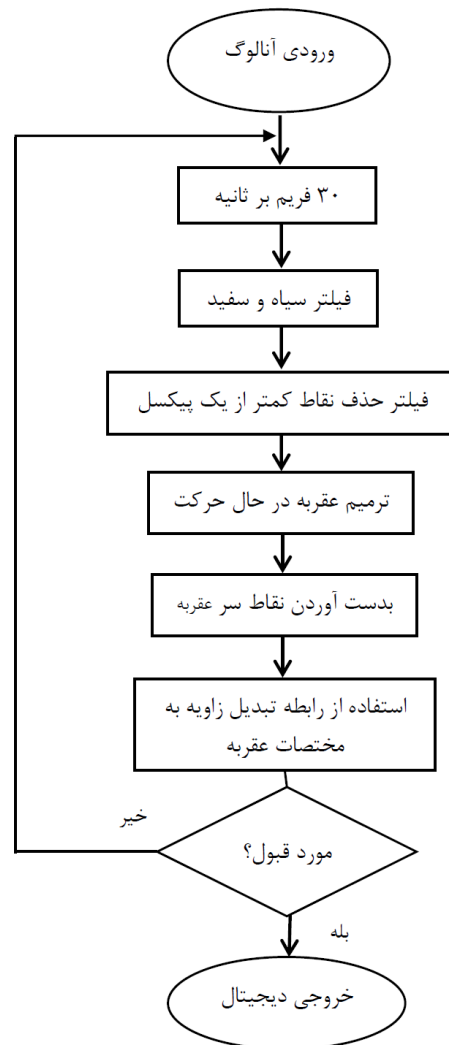 ورودی آنالوگ
۳۰ فریم بر ثانیه
فیلتر سیاه و سفید
فیلتر حذف نقاط کمتر از یک پیکسل
ترمیم عقربه در حال حرکت
بدست آوردن نقاط سر عقربه
استفاده از رابطه تبدیل زاویه به
مختصات عقربه
خیر
مورد قبول؟
بله
خروجی دیجیتال